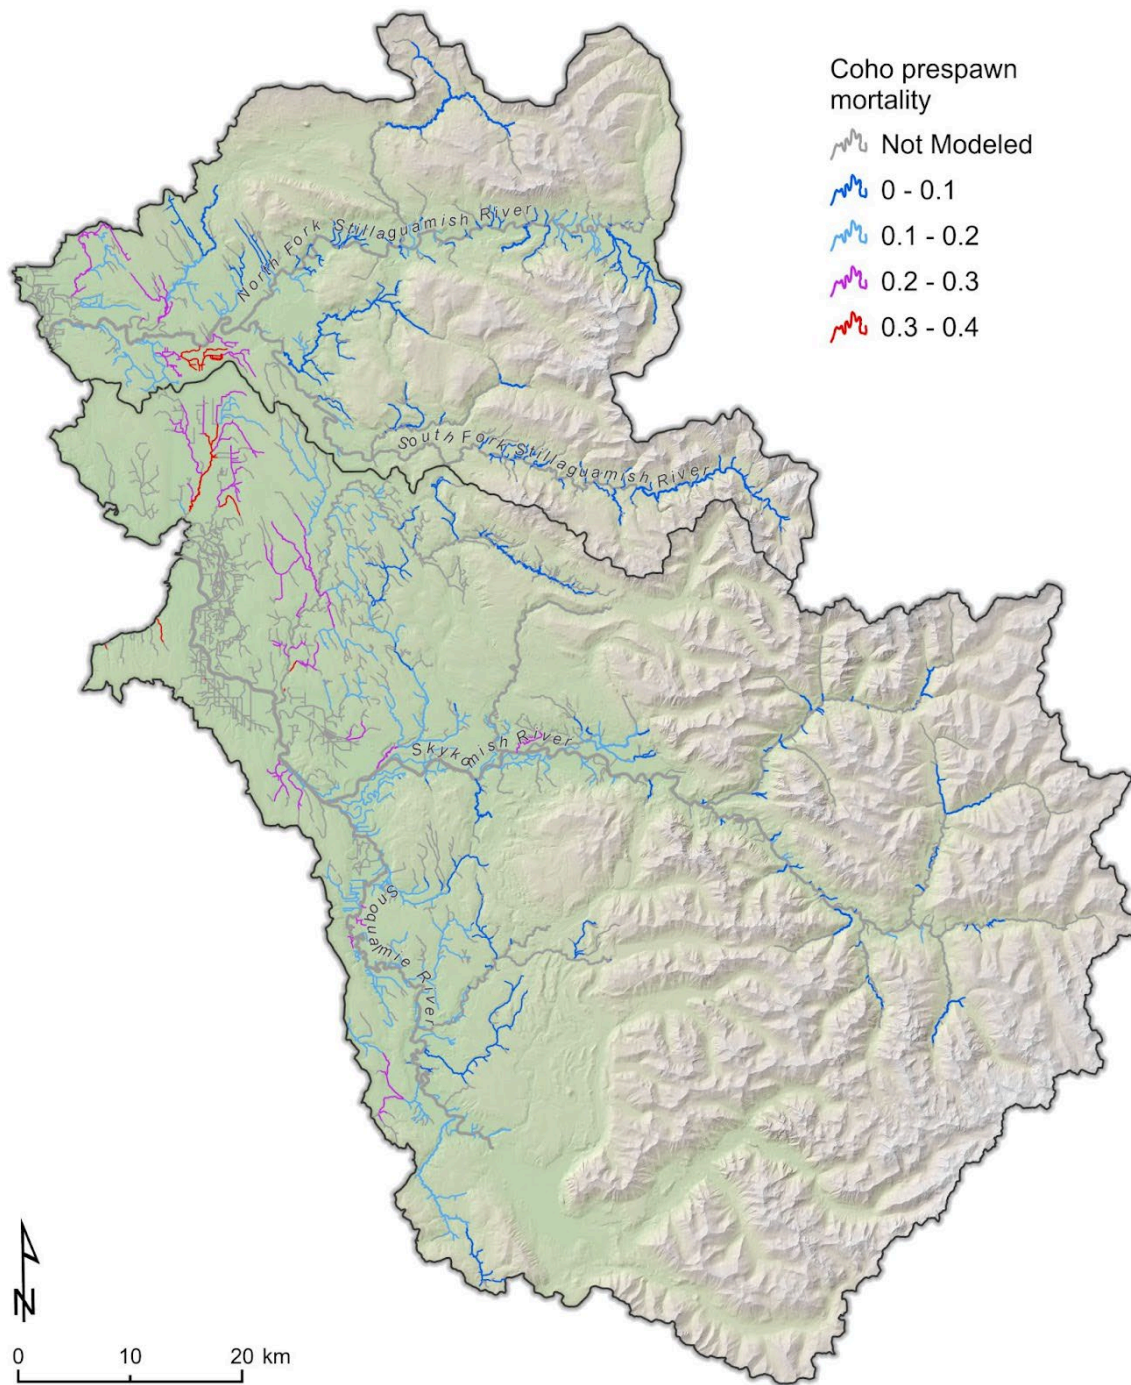 Coho prespawn
mortality
Not Modeled
0 - 0.1
0.1 - 0.2
0.2 - 0.3
0.3 - 0.4
North Fork Stillaguamish River
South Fork Stillaguamish River
Skykomish River
Snoqualmie River
N
0 10 20 km